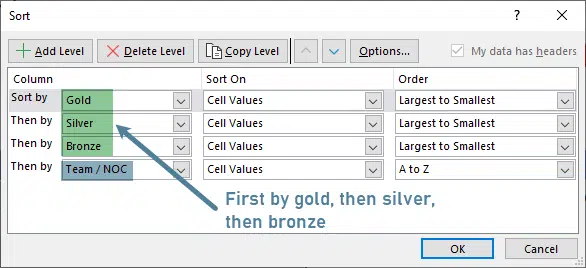 Sort ? ×
Add Level Delete Level Copy Level Options... My data has headers
Column Sort On Order
Sort by Gold Cell Values Largest to Smallest
Then by Silver Cell Values Largest to Smallest
Then by Bronze Cell Values Largest to Smallest
Then by Team / NOC Cell Values A to Z
First by gold, then silver,
then bronze
OK Cancel